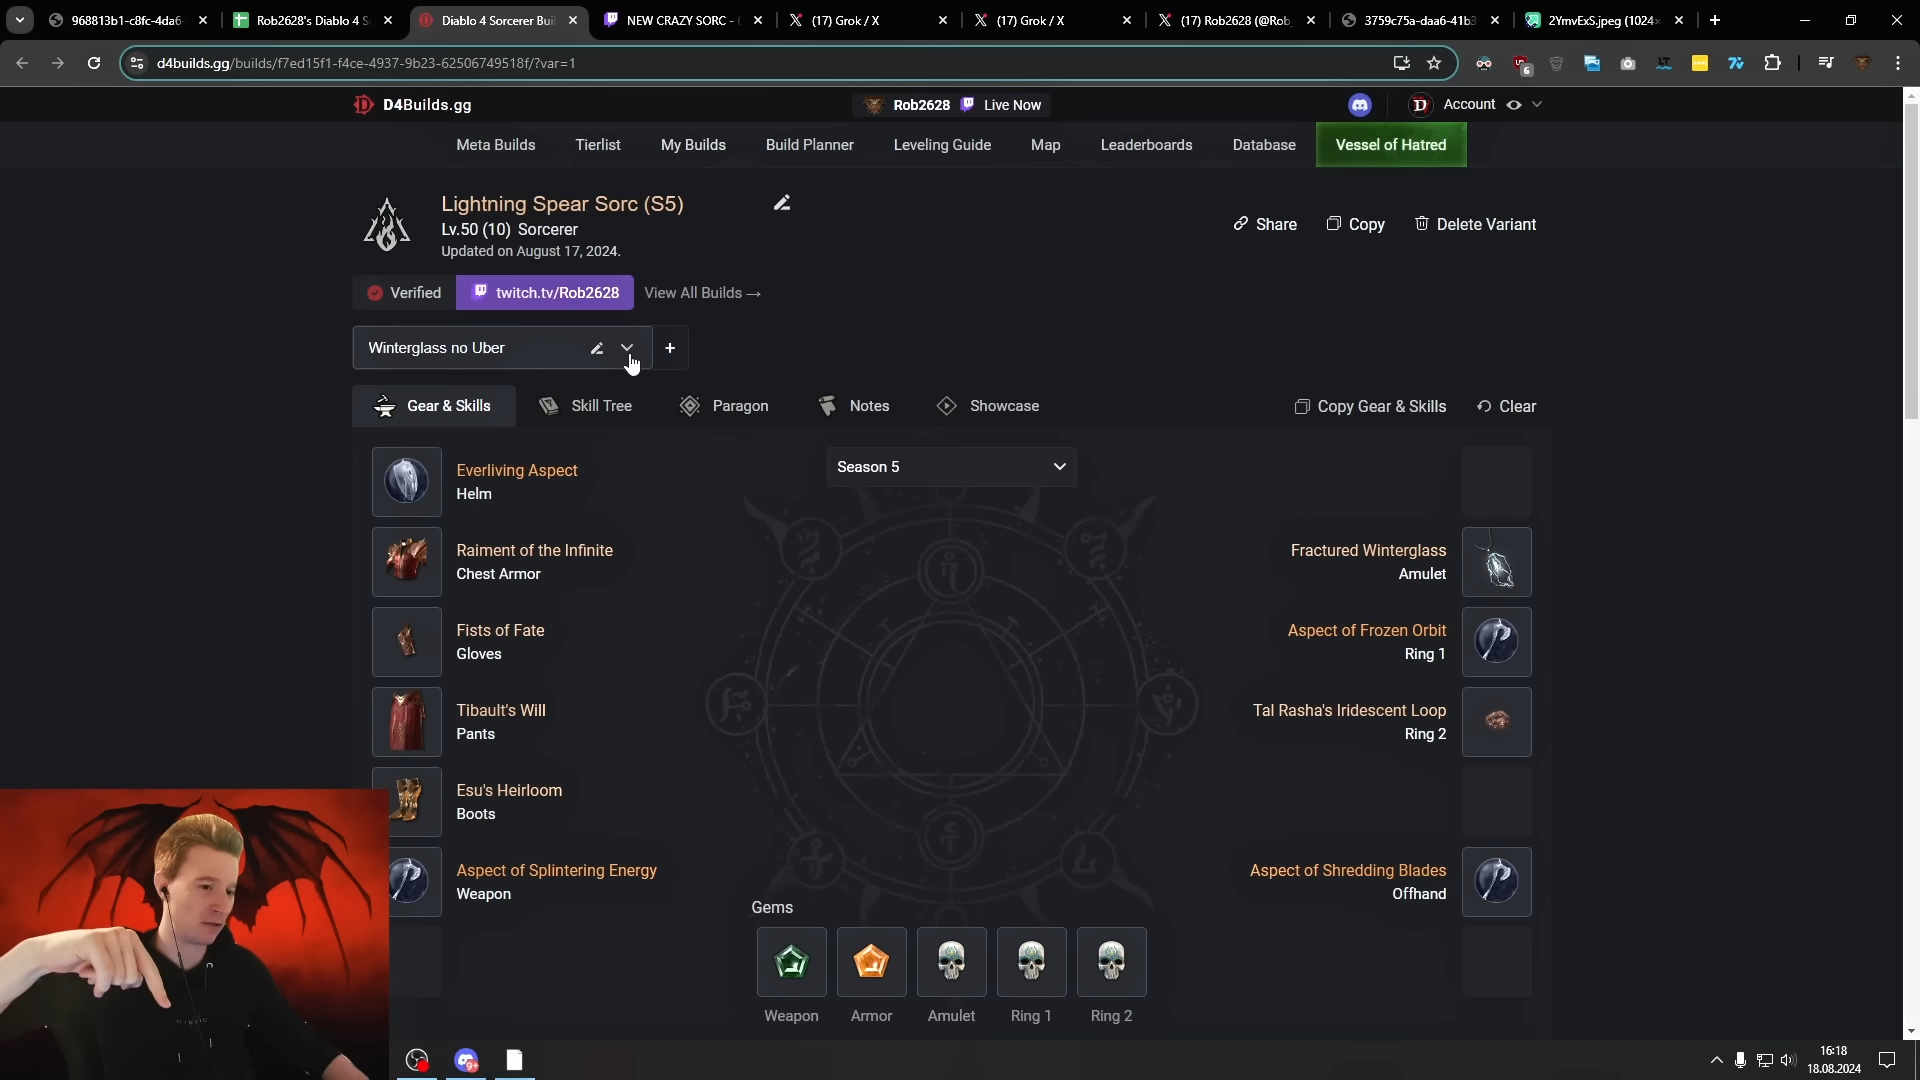 968813b1-c8fc-4da6-
Rob2628's Diablo 4 S
Diablo 4 Sorcerer Bui
NEW CRAZY SORC -
(17) Grok / X
(17) Grok / X
(17) Rob2628 (@Rob_
3759c75a-daa6-41b3
2YmvExS.jpeg (1024
d4builds.gg/builds/f7ed15f1-f4ce-4937-9b23-62506749518f/?var=1
6
D4Builds.gg
Rob2628 Live Now
Account
Meta Builds
Tierlist
My Builds
Build Planner
Leveling Guide
Map
Leaderboards
Database
Vessel of Hatred
Lightning Spear Sorc (S5)
Lv.50 (10) Sorcerer
Updated on August 17, 2024.
Share
Copy
Delete Variant
Verified
twitch.tv/Rob2628
View All Builds →
Winterglass no Uber
+
Gear & Skills
Skill Tree
Paragon
Notes
Showcase
Copy Gear & Skills
Clear
Season 5
Everliving Aspect
Helm
Raiment of the Infinite
Chest Armor
Fractured Winterglass
Amulet
Fists of Fate
Gloves
Aspect of Frozen Orbit
Ring 1
Tibault's Will
Pants
Tal Rasha's Iridescent Loop
Ring 2
Esu's Heirloom
Boots
Aspect of Splintering Energy
Weapon
Aspect of Shredding Blades
Offhand
Gems
Weapon
Armor
Amulet
Ring 1
Ring 2
9+
16:18
18.08.2024